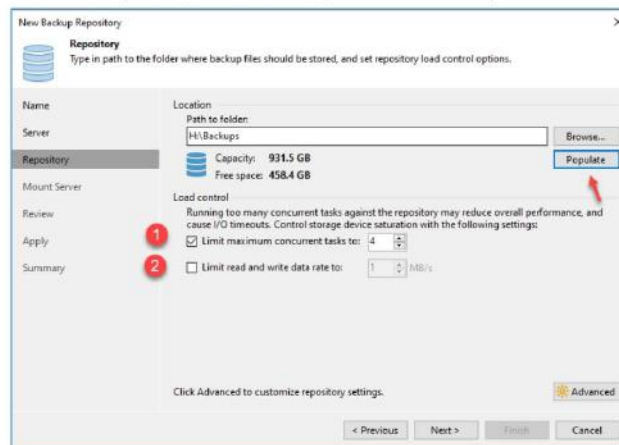 New Backup Repository
Repository
Type in path to the folder where backup files should be stored, and set repository load control options.
Name
Server
Repository
Mount Server
Review
Apply
Summary
Location
Path to folder:
H:\Backups
Browse...
Capacity: 931.5 GB
Populate
Free space: 458.4 GB
Load control
Running too many concurrent tasks against the repository may reduce overall performance, and
cause I/O timeouts. Control storage device saturation with the following settings:
1 Limit maximum concurrent tasks to: 4
2 Limit read and write data rate to: 1 MB/s
Click Advanced to customize repository settings.
Advanced
< Previous
Next >
Finish
Cancel